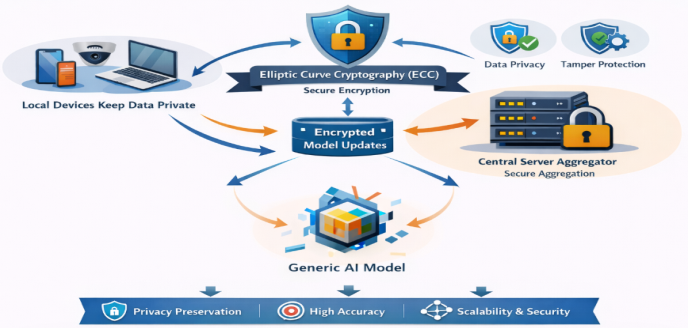 Elliptic Curve Cryptography (ECC)
Secure Encryption
Data Privacy
Tamper Protection
Local Devices Keep Data Private
Encrypted
Model Updates
Central Server Aggregator
Secure Aggregation
Generic AI Model
Privacy Preservation
High Accuracy
Scalability & Security